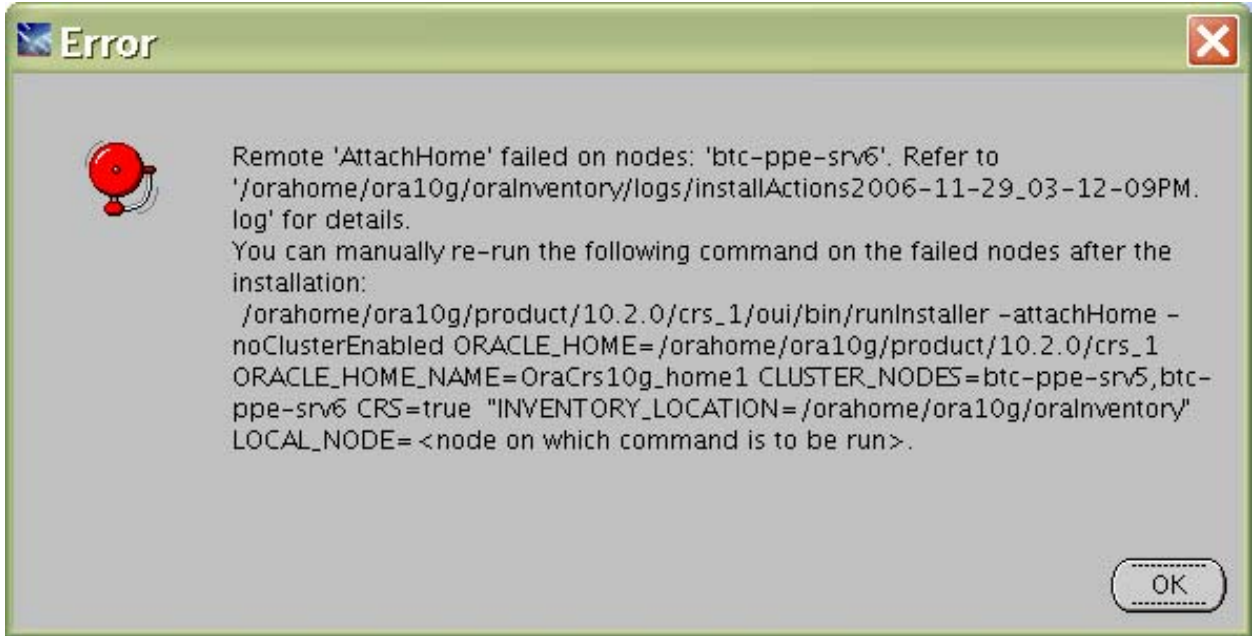 Error
Remote 'AttachHome' failed on nodes: 'btc-ppe-srv6'. Refer to
'/orahome/ora10g/oraInventory/logs/installActions2006-11-29_03-12-09PM.
log' for details.
You can manually re-run the following command on the failed nodes after the
installation:
/orahome/ora10g/product/10.2.0/crs_1/oui/bin/runInstaller -attachHome -
noClusterEnabled ORACLE_HOME=/orahome/ora10g/product/10.2.0/crs_1
ORACLE_HOME_NAME=OraCrs10g_home1 CLUSTER_NODES=btc-ppe-srv5,btc-
ppe-srv6 CRS=true "INVENTORY_LOCATION=/orahome/ora10g/oraInventory"
LOCAL_NODE=<node on which command is to be run>.
OK